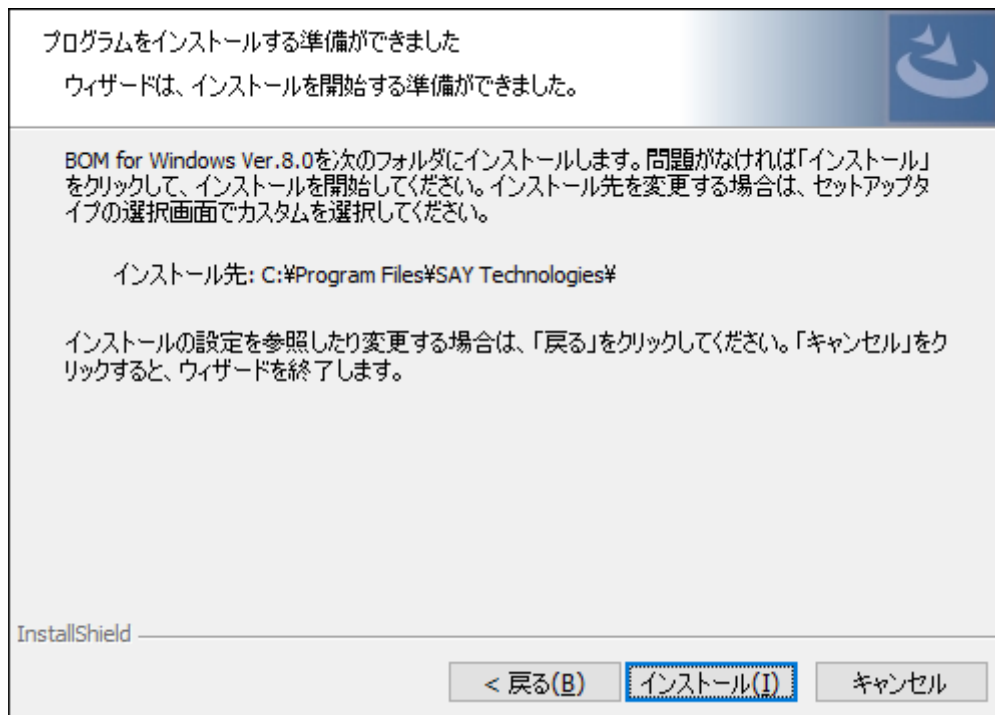 プログラムをインストールする準備ができました
ウィザードは、インストールを開始する準備ができました。
BOM for Windows Ver.8.0を次のフォルダにインストールします。問題がなければ「インストール」
をクリックして、インストールを開始してください。インストール先を変更する場合は、セットアップタ
イプの選択画面でカスタムを選択してください。
インストール先: C:¥Program Files¥SAY Technologies¥
インストールの設定を参照したり変更する場合は、「戻る」をクリックしてください。「キャンセル」をク
リックすると、ウィザードを終了します。
InstallShield
< 戻る(B) インストール(I) キャンセル